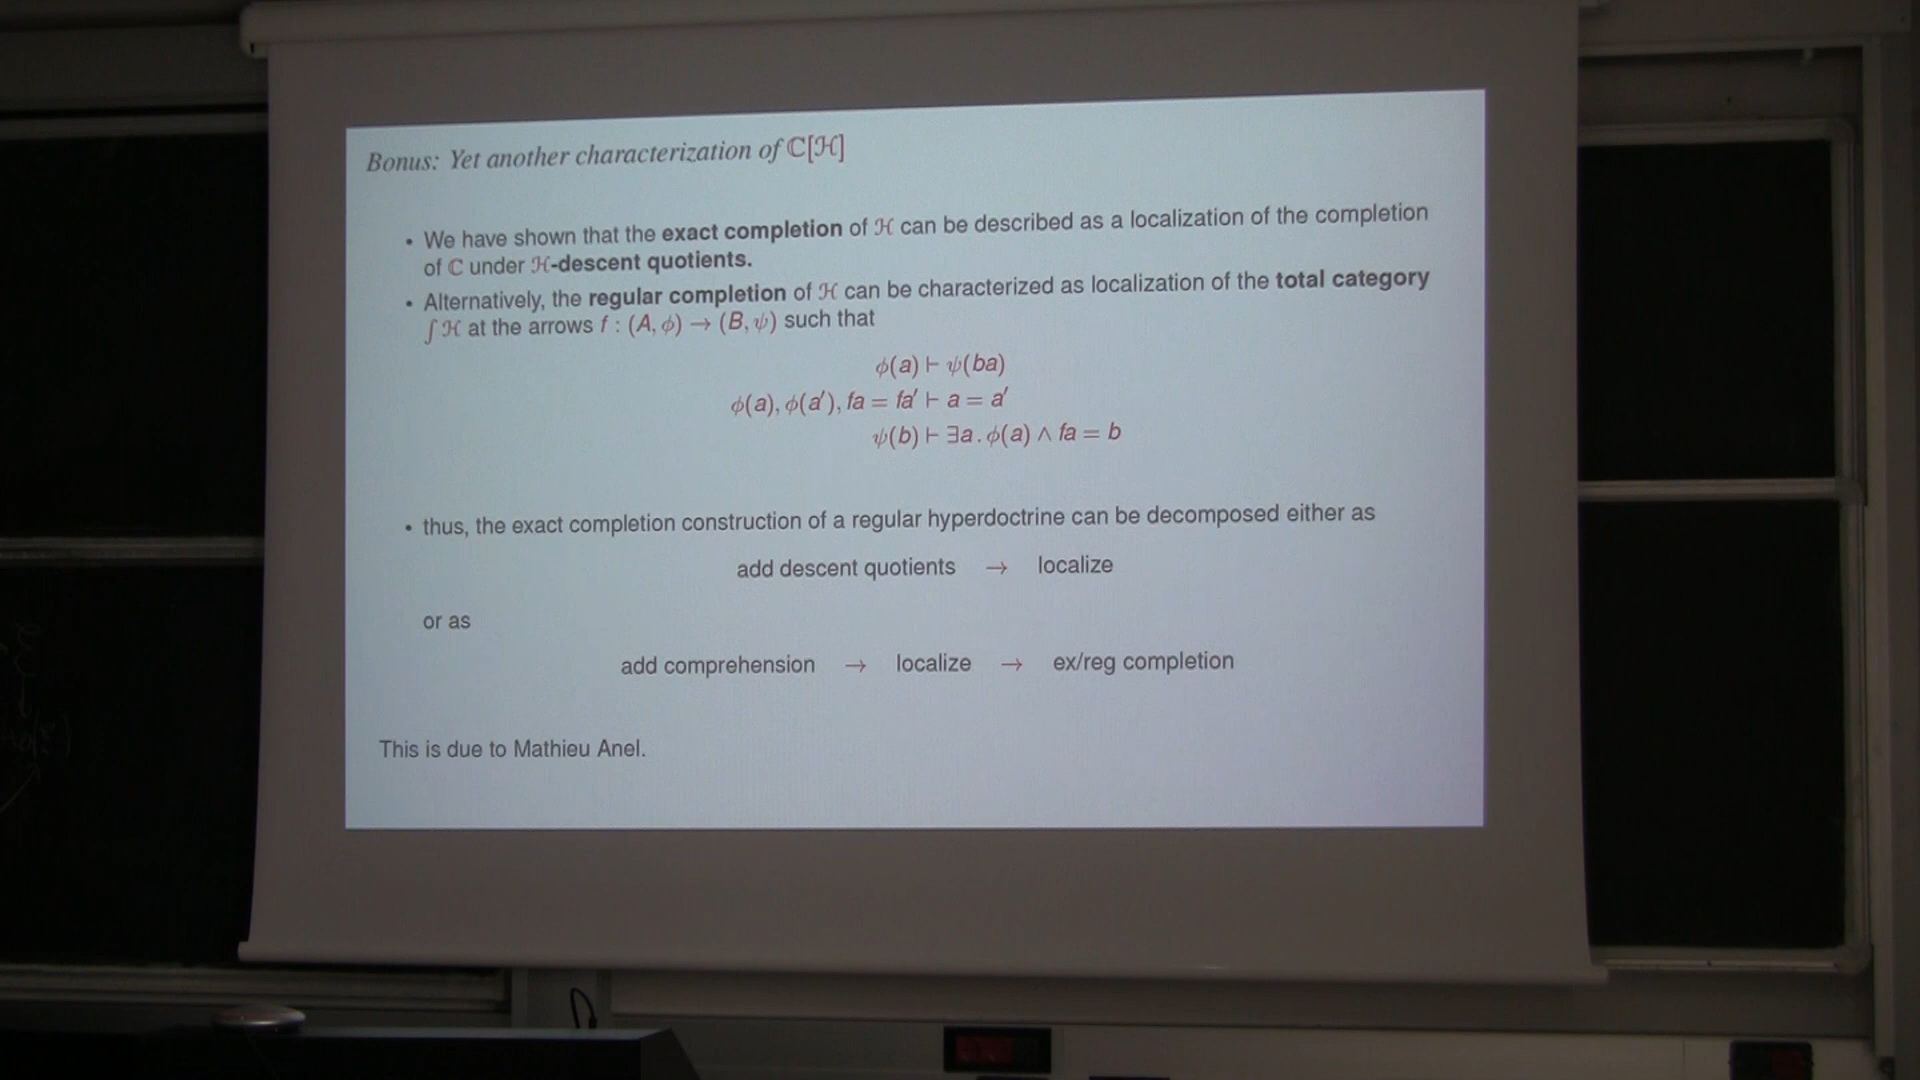 Bonus: Yet another characterization of ℂ[ℋ]
• We have shown that the exact completion of ℋ can be described as a localization of the completion
of ℂ under ℋ-descent quotients.
• Alternatively, the regular completion of ℋ can be characterized as localization of the total category
∫ℋ at the arrows f : (A, ϕ) → (B, ψ) such that
ϕ(a) ⊢ ψ(ba)
ϕ(a), ϕ(a′), fa = fa′ ⊢ a = a′
ψ(b) ⊢ ∃a . ϕ(a) ∧ fa = b
• thus, the exact completion construction of a regular hyperdoctrine can be decomposed either as
add descent quotients → localize
or as
add comprehension → localize → ex/reg completion
This is due to Mathieu Anel.